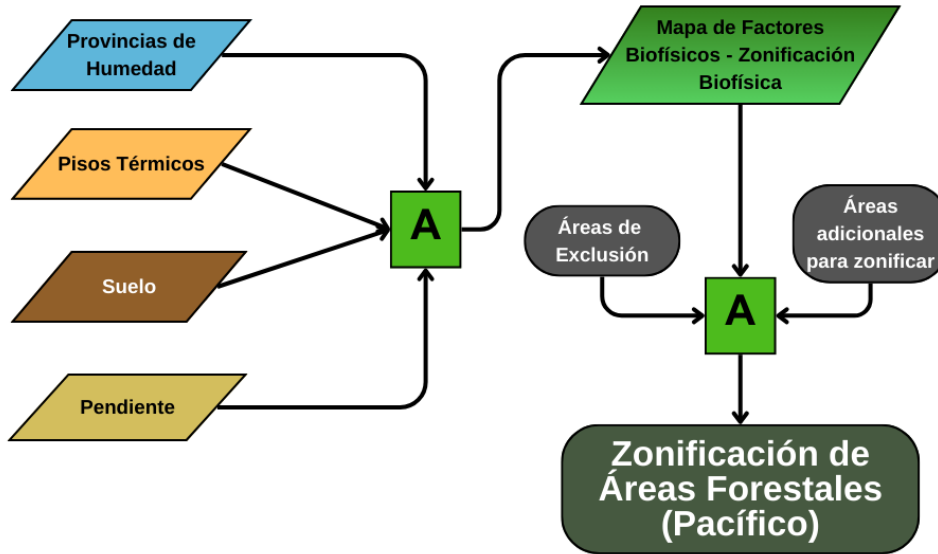 Provincias de
Humedad
Pisos Térmicos
Suelo
Pendiente
A
Mapa de Factores
Biofísicos - Zonificación
Biofísica
Áreas de
Exclusión
Áreas
adicionales
para zonificar
A
Zonificación de
Áreas Forestales
(Pacífico)